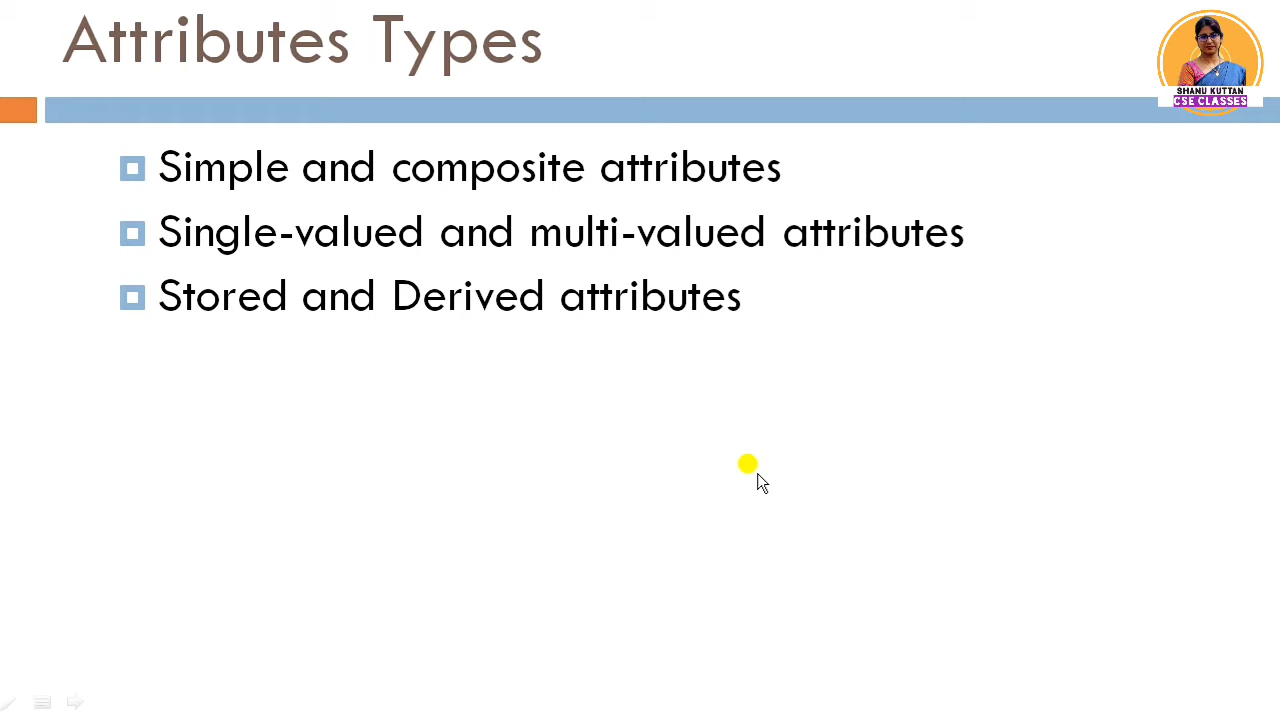 Attributes Types
SHANU KUTTAN
CSE CLASSES
Simple and composite attributes
Single-valued and multi-valued attributes
Stored and Derived attributes